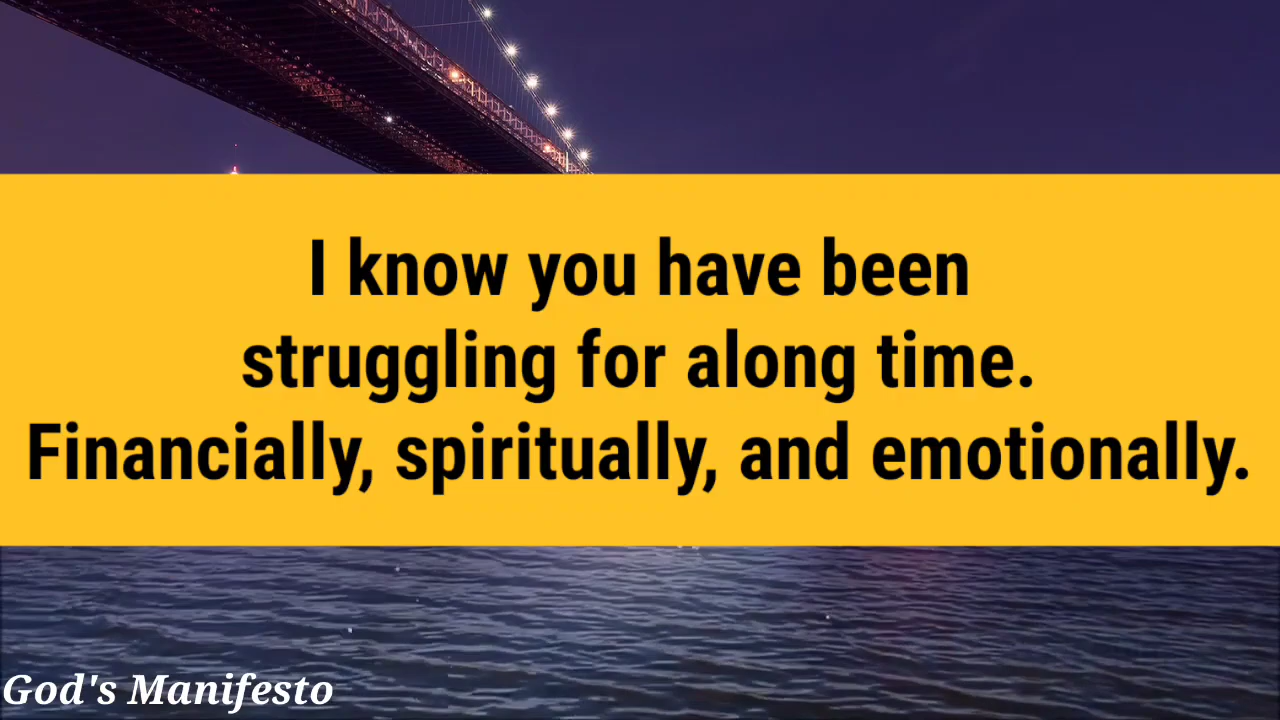 I know you have been
struggling for along time.
Financially, spiritually, and emotionally.
God's Manifesto